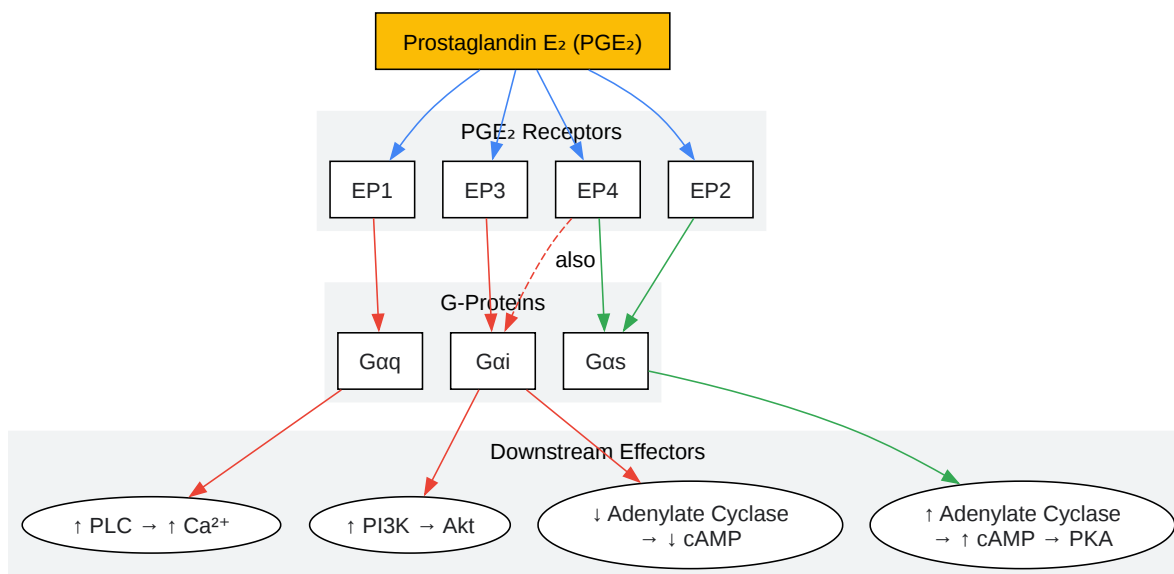 Prostaglandin E₂ (PGE₂)
PGE₂ Receptors
EP1
EP3
EP4
EP2
also
G-Proteins
Gαq
Gαi
Gαs
Downstream Effectors
↑ PLC → ↑ Ca²⁺
↑ PI3K → Akt
↓ Adenylate Cyclase
→ ↓ cAMP
↑ Adenylate Cyclase
→ ↑ cAMP → PKA